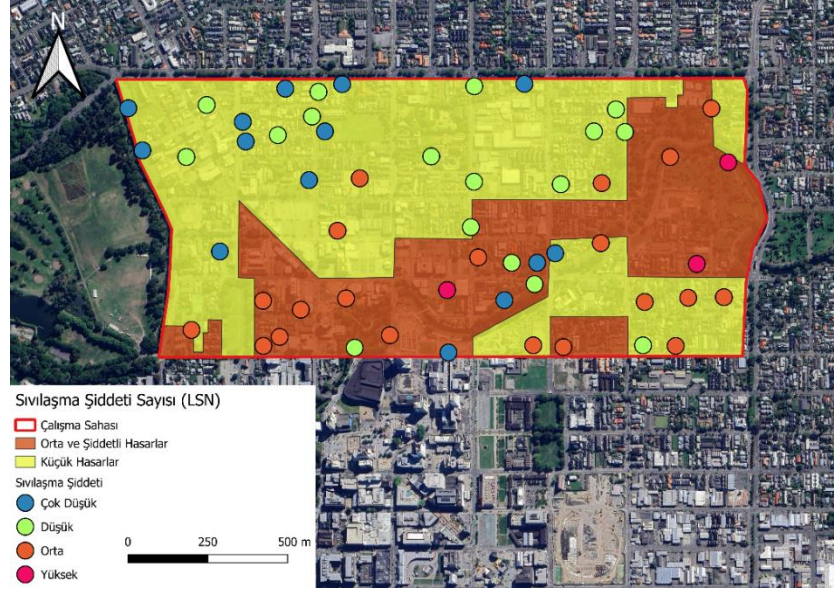 N
Sıvılaşma Şiddeti Sayısı (LSN)
Çalışma Sahası
Orta ve Şiddetli Hasarlar
Küçük Hasarlar
Sıvılaşma Şiddeti
Çok Düşük
Düşük
Orta
Yüksek
0 250 500 m